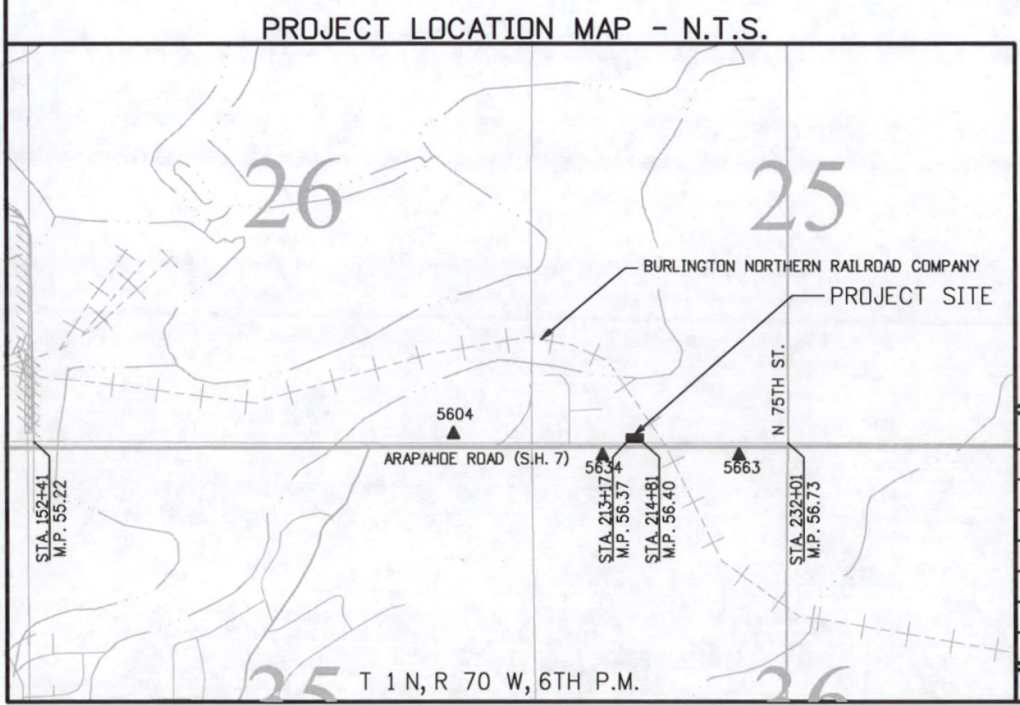 PROJECT LOCATION MAP - N.T.S.
26
25
BURLINGTON NORTHERN RAILROAD COMPANY
PROJECT SITE
N 75TH ST.
5604
ARAPAHOE ROAD (S.H. 7)
5634
5663
STA. 152+41
M.P. 55.22
STA. 213+17
M.P. 56.37
STA. 214+81
M.P. 56.40
STA. 232+01
M.P. 56.73
35
T 1 N, R 70 W, 6TH P.M.
36